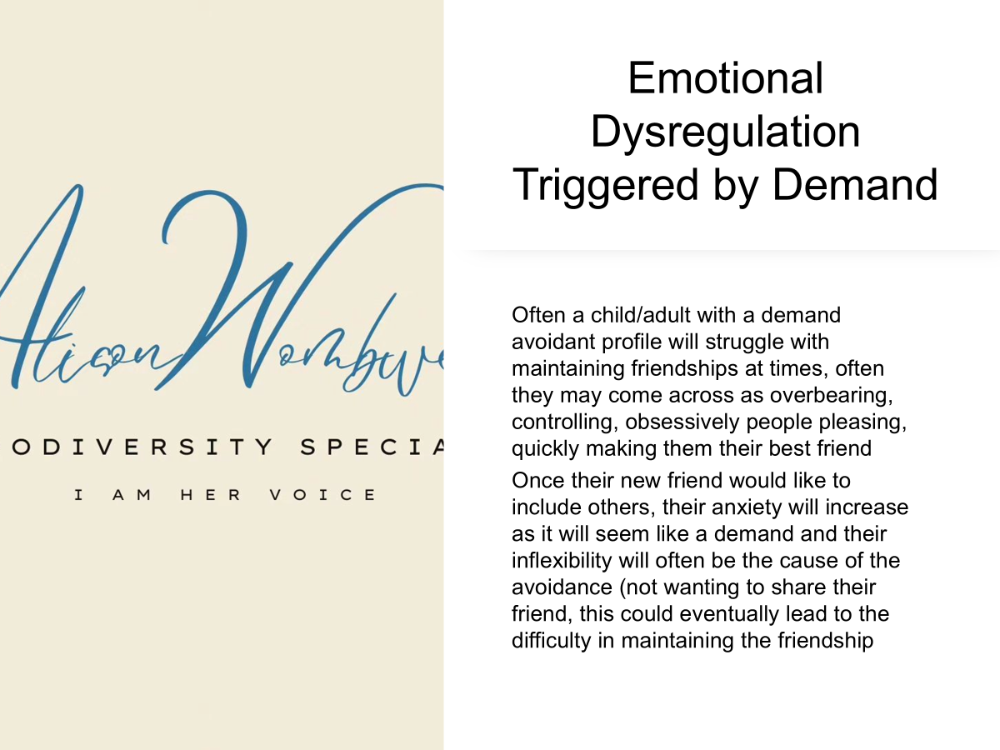 Alison Wombwe
ODIVERSITY SPECIA
I AM HER VOICE
Emotional
Dysregulation
Triggered by Demand
Often a child/adult with a demand
avoidant profile will struggle with
maintaining friendships at times, often
they may come across as overbearing,
controlling, obsessively people pleasing,
quickly making them their best friend
Once their new friend would like to
include others, their anxiety will increase
as it will seem like a demand and their
inflexibility will often be the cause of the
avoidance (not wanting to share their
friend, this could eventually lead to the
difficulty in maintaining the friendship